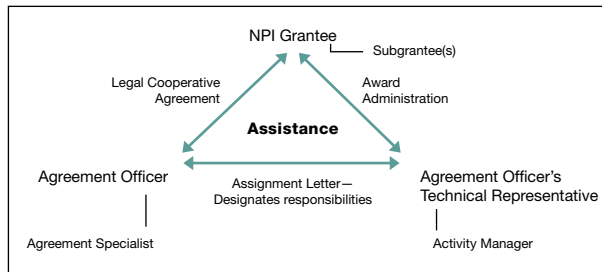 NPI Grantee
Subgrantee(s)
Legal Cooperative
Agreement
Award
Administration
Assistance
Agreement Officer
Assignment Letter—
Designates responsibilities
Agreement Officer's
Technical Representative
Agreement Specialist
Activity Manager